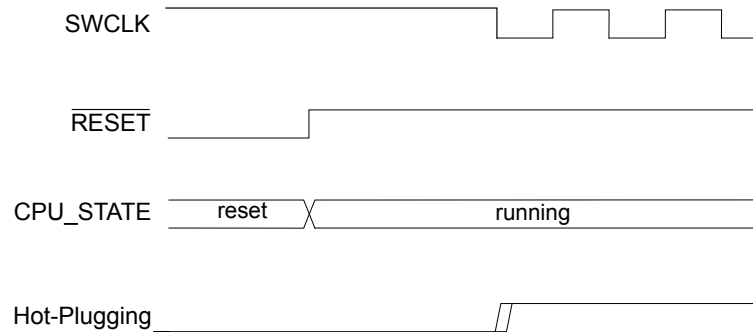 SWCLK
RESET
CPU_STATE reset running
Hot-Plugging